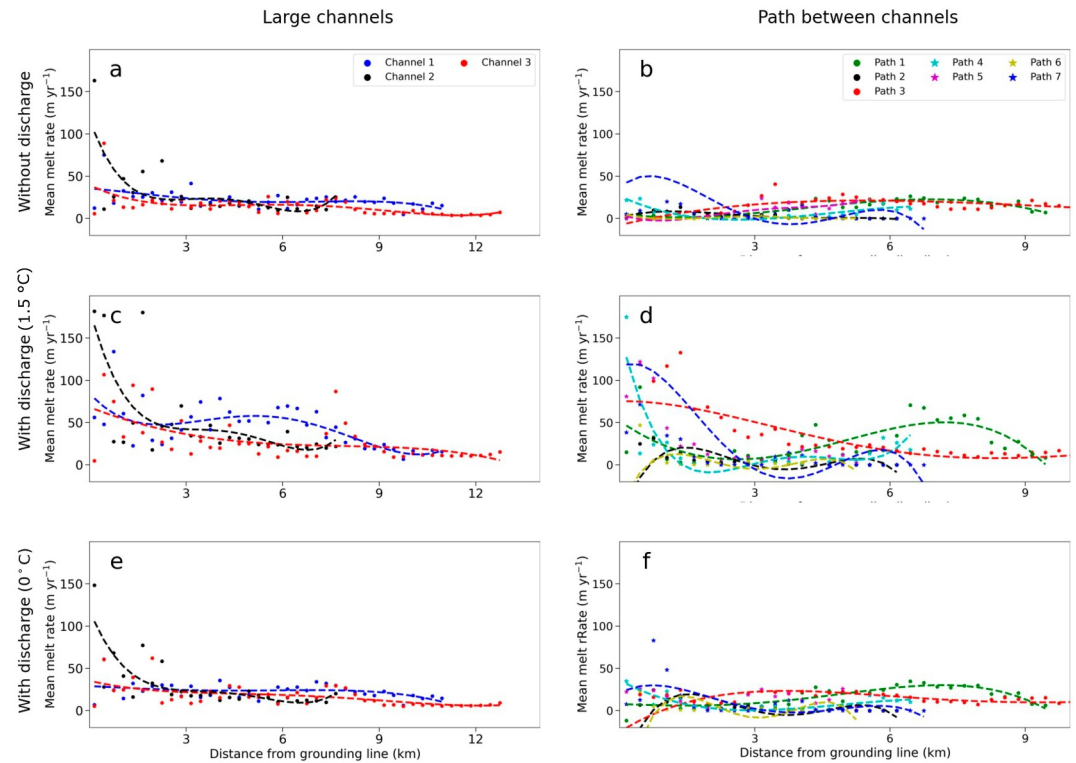 Large channels
Path between channels
Without discharge
Mean melt rate (m yr⁻¹)
150
100
50
0
a
Channel 1
Channel 2
Channel 3
3
6
9
12
Mean melt rate (m yr⁻¹)
150
100
50
0
b
Path 1
Path 2
Path 3
Path 4
Path 5
Path 6
Path 7
3
6
9
With discharge (1.5 °C)
Mean melt rate (m yr⁻¹)
150
100
50
0
c
3
6
9
12
Mean melt rate (m yr⁻¹)
150
100
50
0
d
3
6
9
With discharge (0°C)
Mean melt rate (m yr⁻¹)
150
100
50
0
e
3
6
9
12
Distance from grounding line (km)
Mean melt rRate (m yr⁻¹)
150
100
50
0
f
3
6
9
Distance from grounding line (km)